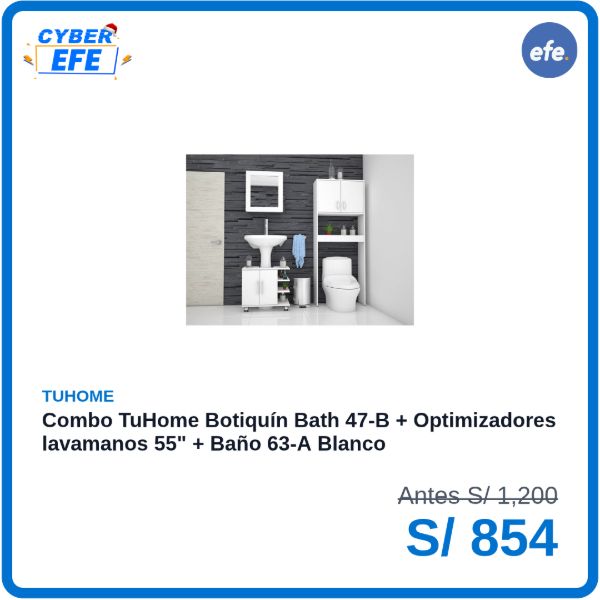 CYBER
EFE
efe.
TUHOME
Combo TuHome Botiquín Bath 47-B + Optimizadores
lavamanos 55" + Baño 63-A Blanco
Antes S/ 1,200
S/ 854